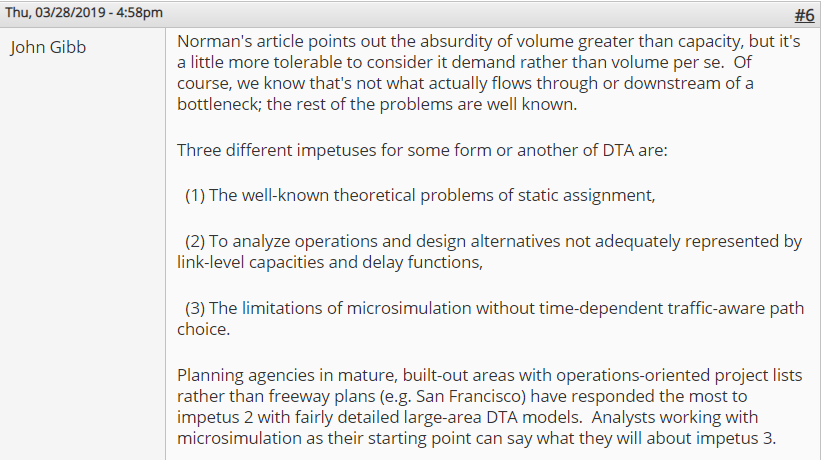 Thu, 03/28/2019 - 4:58pm
#6
John Gibb
Norman's article points out the absurdity of volume greater than capacity, but it's
a little more tolerable to consider it demand rather than volume per se.  Of
course, we know that's not what actually flows through or downstream of a
bottleneck; the rest of the problems are well known.
Three different impetuses for some form or another of DTA are:
(1) The well-known theoretical problems of static assignment,
(2) To analyze operations and design alternatives not adequately represented by
link-level capacities and delay functions,
(3) The limitations of microsimulation without time-dependent traffic-aware path
choice.
Planning agencies in mature, built-out areas with operations-oriented project lists
rather than freeway plans (e.g. San Francisco) have responded the most to
impetus 2 with fairly detailed large-area DTA models.  Analysts working with
microsimulation as their starting point can say what they will about impetus 3.